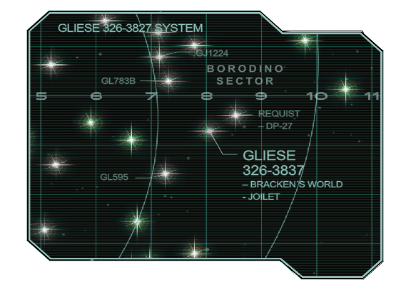 GLIESE 326-3827 SYSTEM
GJ1224
BORODINO
SECTOR
GL783B
5 6 7 8 9 10 11
REQUIST
- DP-27
GLIESE
326-3837
- BRACKEN'S WORLD
- JOILET
GL595